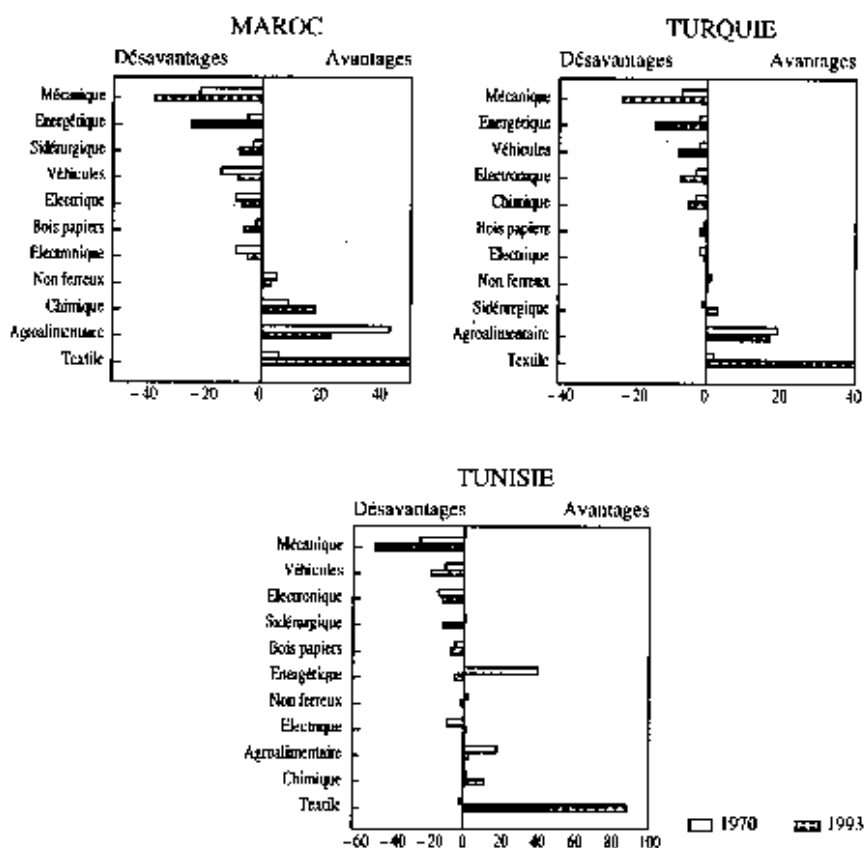 MAROC
Désavantages Avantages
Mécanique
Energétique
Sidérurgique
Véhicules
Electrique
Bois papiers
Electronique
Non ferreux
Chimique
Agroalimentaire
Textile
-40 -20 0 20 40
TURQUIE
Désavantages Avantages
Mécanique
Energétique
Véhicules
Electronique
Chimique
Bois papiers
Electrique
Non ferreux
Sidérurgique
Agroalimentaire
Textile
-40 -20 0 20 40
TUNISIE
Désavantages Avantages
Mécanique
Véhicules
Electronique
Sidérurgique
Bois papiers
Energétique
Non ferreux
Electrique
Agroalimentaire
Chimique
Textile
-60 -40 -20 0 20 40 60 80 100
1970 1993